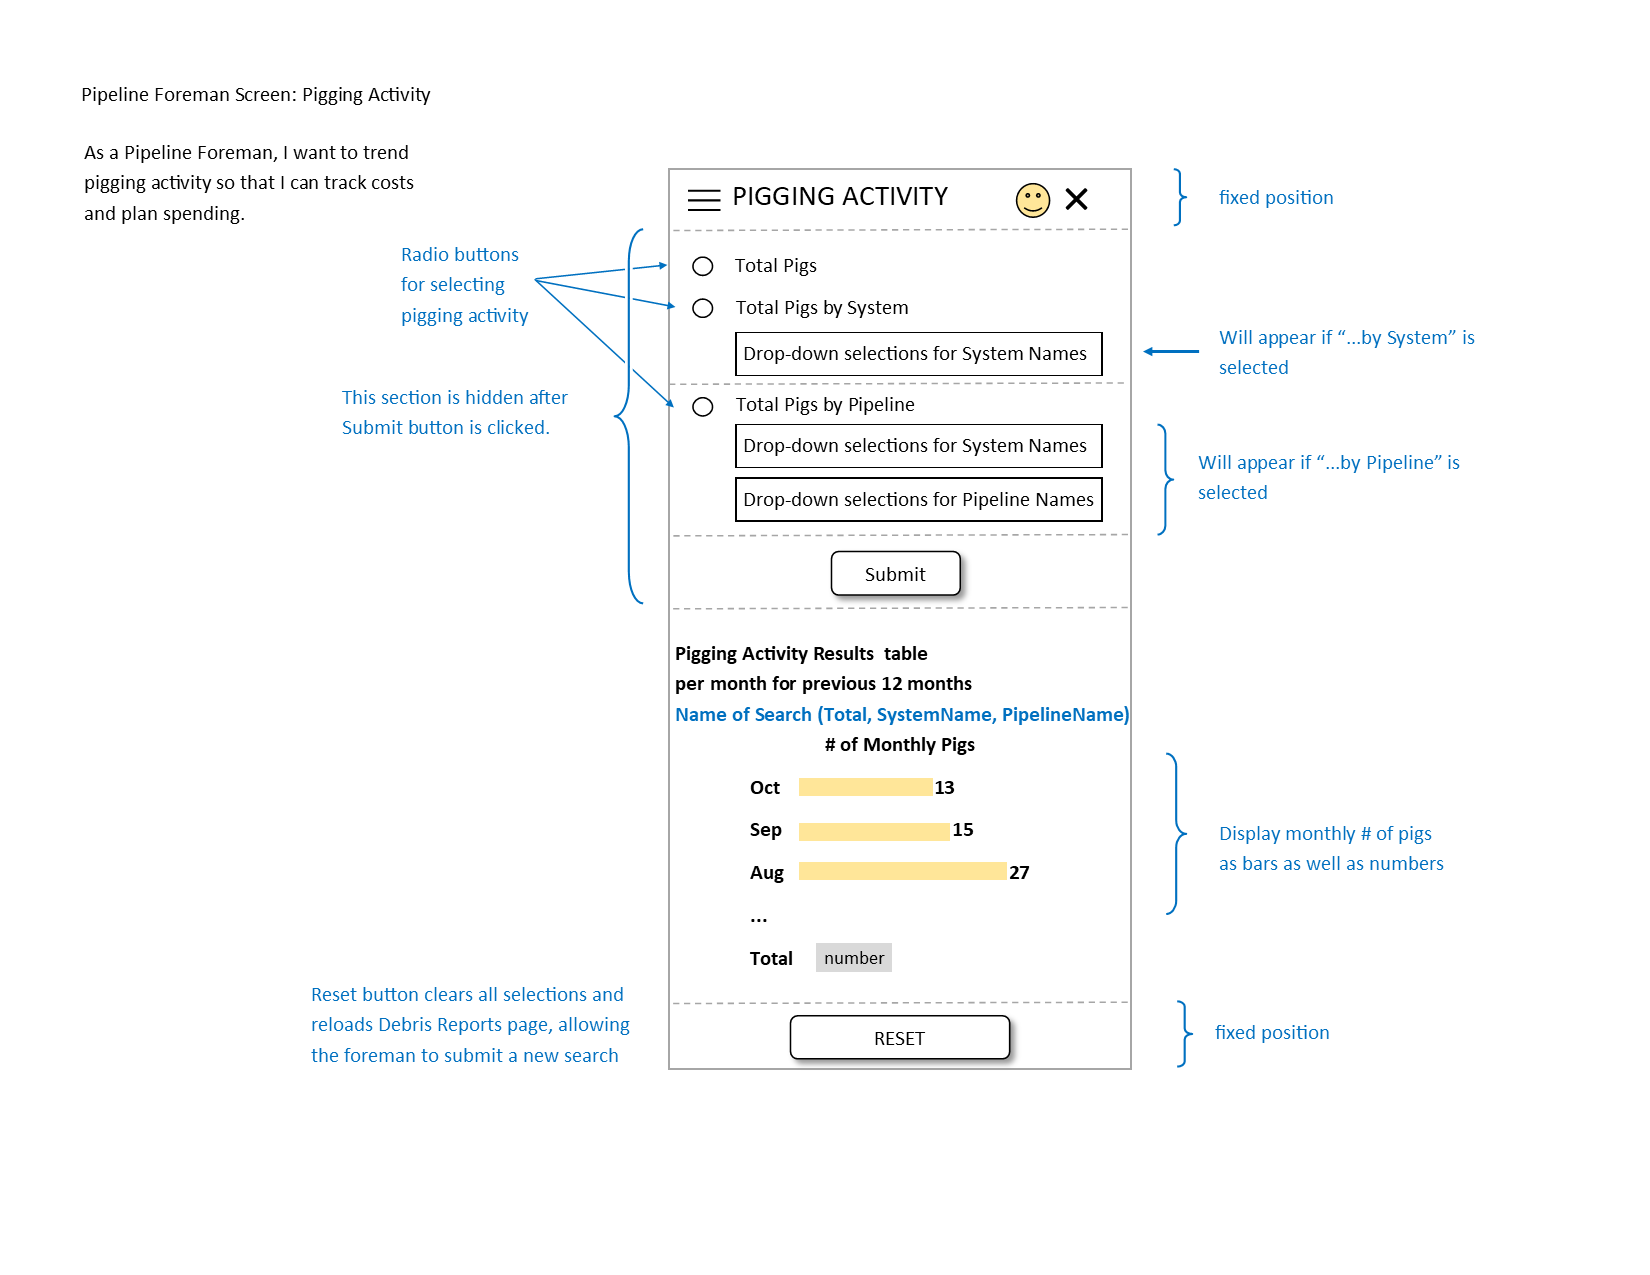 Pipeline Foreman Screen: Pigging Activity
As a Pipeline Foreman, I want to trend
pigging activity so that I can track costs
and plan spending.
PIGGING ACTIVITY
fixed position
Radio buttons
for selecting
pigging activity
Total Pigs
Total Pigs by System
Drop-down selections for System Names
Will appear if “...by System” is
selected
This section is hidden after
Submit button is clicked.
Total Pigs by Pipeline
Drop-down selections for System Names
Drop-down selections for Pipeline Names
Will appear if “...by Pipeline” is
selected
Submit
Pigging Activity Results  table
per month for previous 12 months
Name of Search (Total, SystemName, PipelineName)
# of Monthly Pigs
Oct 13
Sep 15
Aug 27
...
Total number
Display monthly # of pigs
as bars as well as numbers
Reset button clears all selections and
reloads Debris Reports page, allowing
the foreman to submit a new search
RESET
fixed position